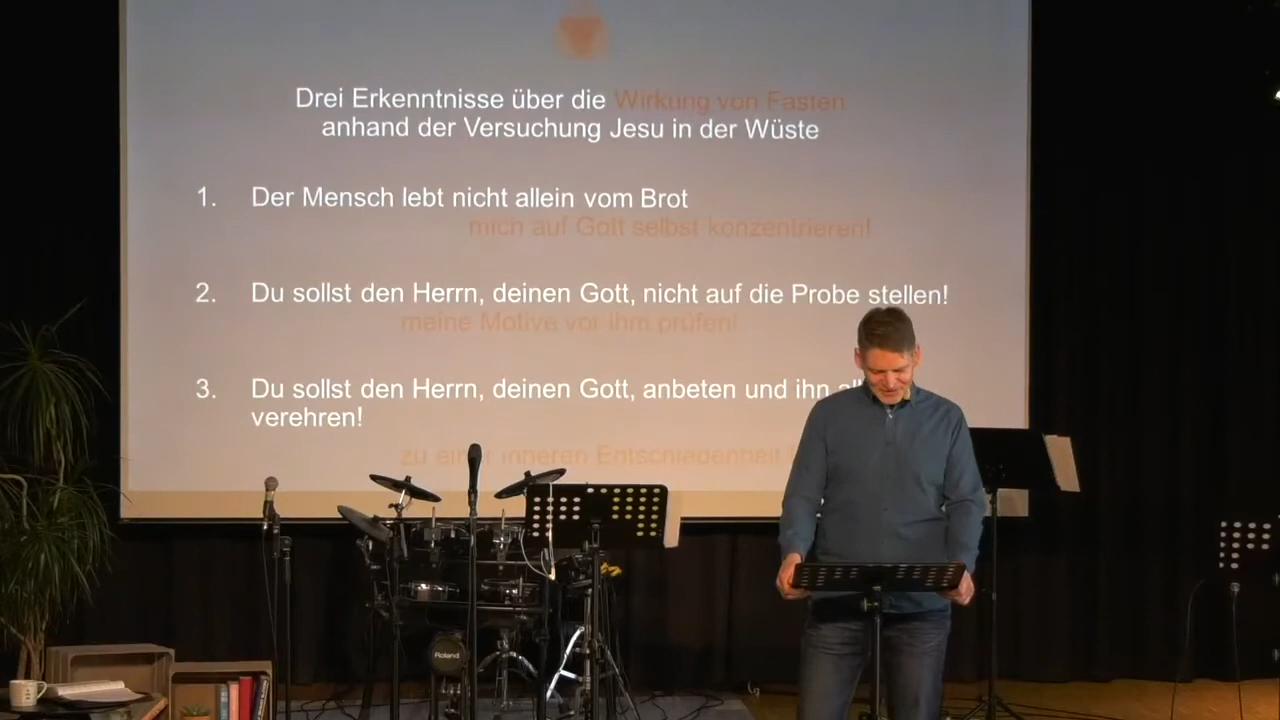 Drei Erkenntnisse über die Wirkung von Fasten
anhand der Versuchung Jesu in der Wüste
1. Der Mensch lebt nicht allein vom Brot
mich auf Gott selbst konzentrieren!
2. Du sollst den Herrn, deinen Gott, nicht auf die Probe stellen!
meine Motive vor ihm prüfen!
3. Du sollst den Herrn, deinen Gott, anbeten und ihn
verehren!
zu einer inneren Entschiedenheit
Roland